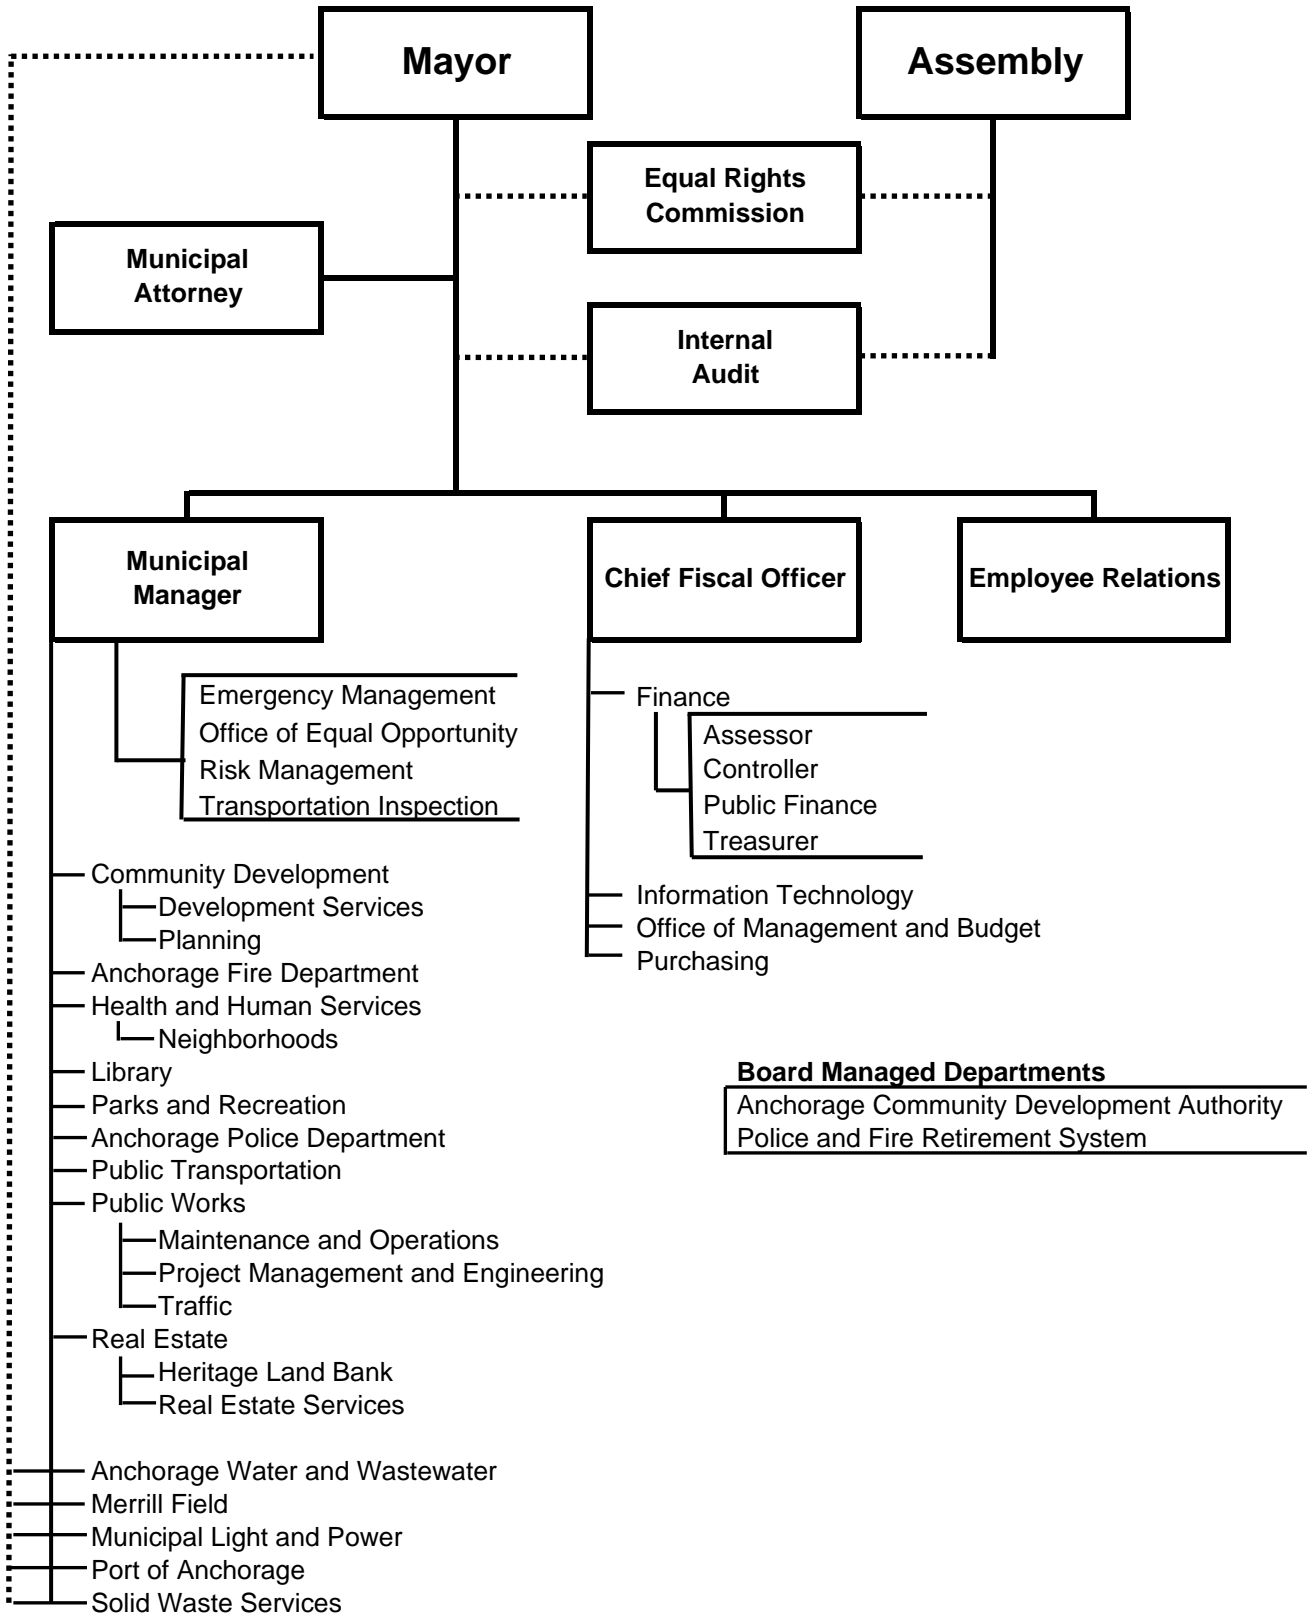 Mayor
Assembly
Equal Rights
Commission
Municipal
Attorney
Internal
Audit
Municipal
Manager
Chief Fiscal Officer
Employee Relations
Emergency Management
Office of Equal Opportunity
Risk Management
Transportation Inspection
Finance
Assessor
Controller
Public Finance
Treasurer
Information Technology
Office of Management and Budget
Purchasing
Community Development
Development Services
Planning
Anchorage Fire Department
Health and Human Services
Neighborhoods
Library
Parks and Recreation
Anchorage Police Department
Public Transportation
Public Works
Maintenance and Operations
Project Management and Engineering
Traffic
Real Estate
Heritage Land Bank
Real Estate Services
Anchorage Water and Wastewater
Merrill Field
Municipal Light and Power
Port of Anchorage
Solid Waste Services
Board Managed Departments
Anchorage Community Development Authority
Police and Fire Retirement System